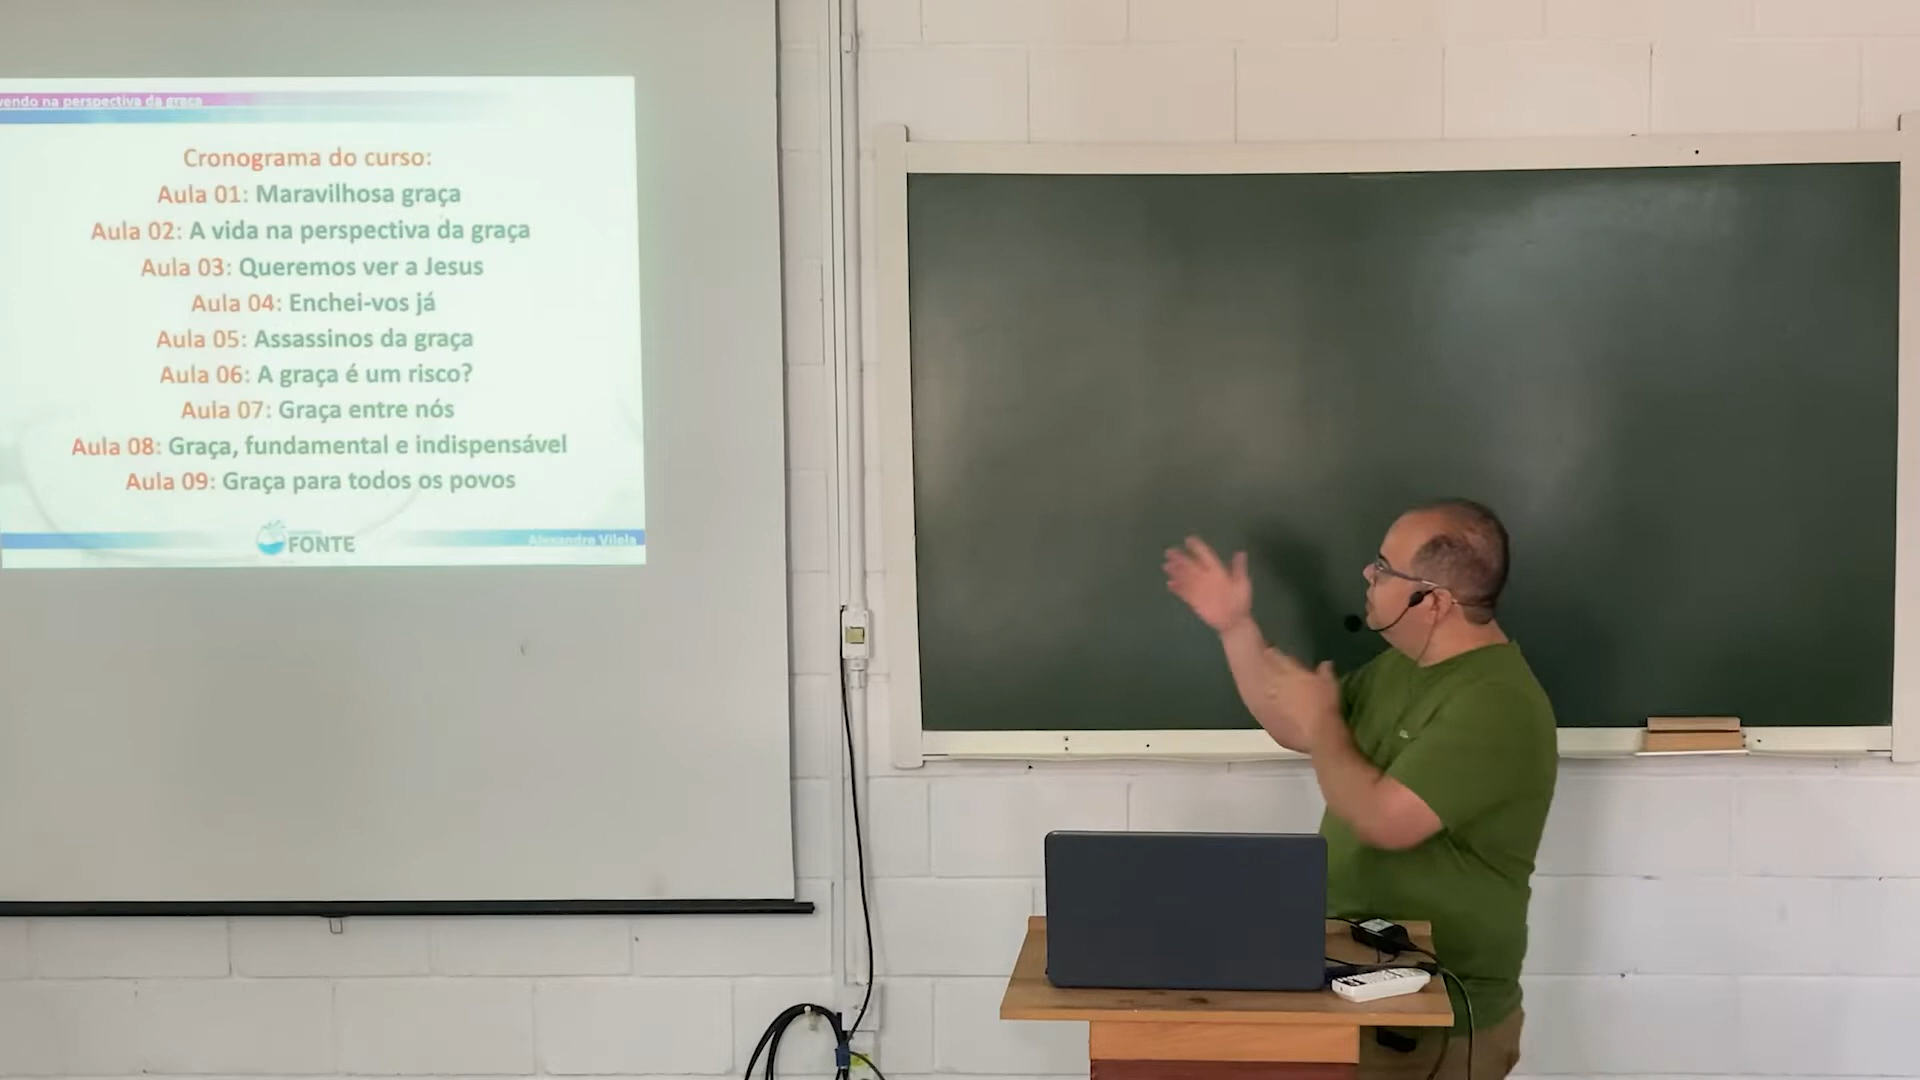 vendo na perspectiva da graça
Cronograma do curso:
Aula 01: Maravilhosa graça
Aula 02: A vida na perspectiva da graça
Aula 03: Queremos ver a Jesus
Aula 04: Enchei-vos já
Aula 05: Assassinos da graça
Aula 06: A graça é um risco?
Aula 07: Graça entre nós
Aula 08: Graça, fundamental e indispensável
Aula 09: Graça para todos os povos
FONTE
Alexandre Vilela